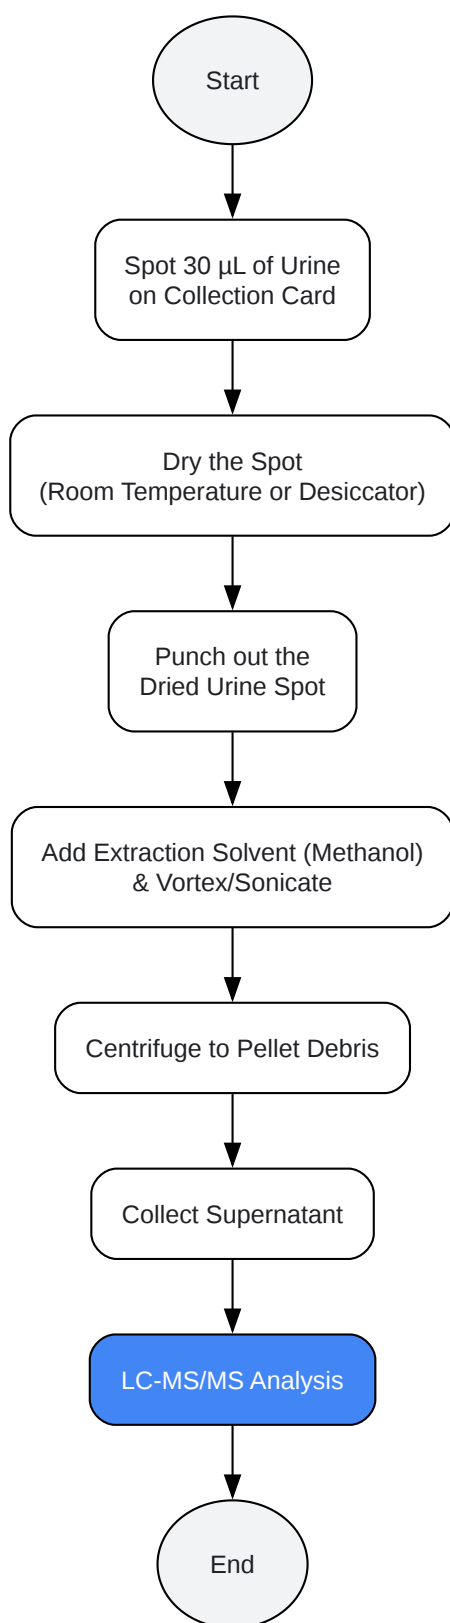 Start
Spot 30 µL of Urine
on Collection Card
Dry the Spot
(Room Temperature or Desiccator)
Punch out the
Dried Urine Spot
Add Extraction Solvent (Methanol)
& Vortex/Sonicate
Centrifuge to Pellet Debris
Collect Supernatant
LC-MS/MS Analysis
End